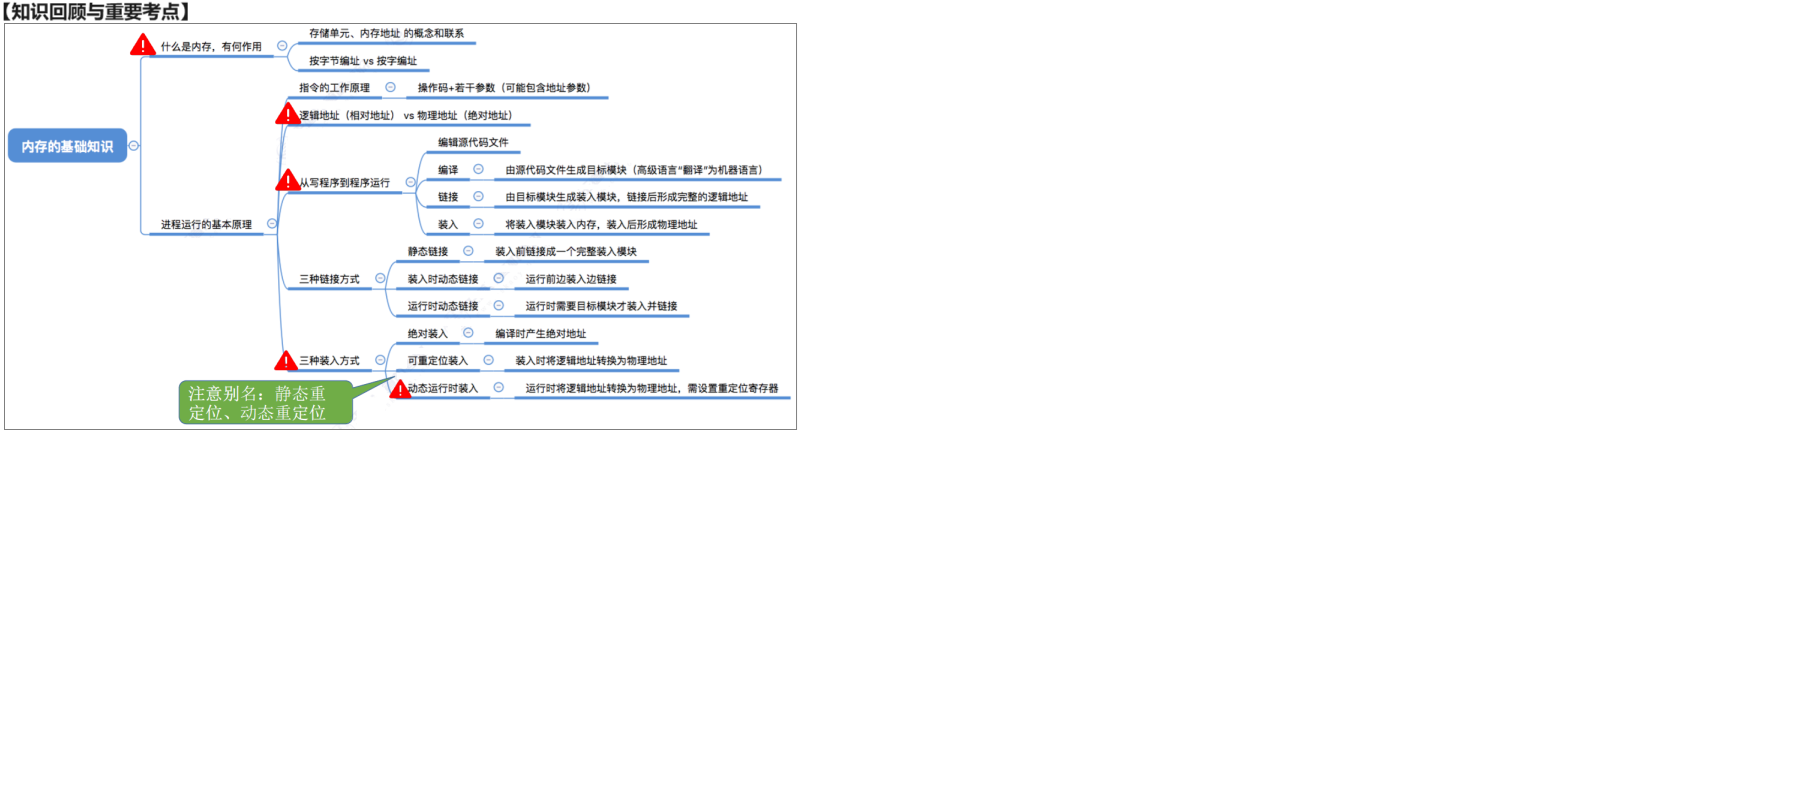 【知识回顾与重要考点】
什么是内存，有何作用
存储单元、内存地址 的概念和联系
按字节编址 vs 按字编址
指令的工作原理
操作码+若干参数（可能包含地址参数）
逻辑地址（相对地址） vs 物理地址（绝对地址）
内存的基础知识
编辑源代码文件
编译
由源代码文件生成目标模块（高级语言“翻译”为机器语言）
从写程序到程序运行
链接
由目标模块生成装入模块，链接后形成完整的逻辑地址
装入
将装入模块装入内存，装入后形成物理地址
进程运行的基本原理
静态链接
装入前链接成一个完整装入模块
三种链接方式
装入时动态链接
运行前边装入边链接
运行时动态链接
运行时需要目标模块才装入并链接
绝对装入
编译时产生绝对地址
三种装入方式
可重定位装入
装入时将逻辑地址转换为物理地址
动态运行时装入
运行时将逻辑地址转换为物理地址，需设置重定位寄存器
注意别名：静态重
定位、动态重定位